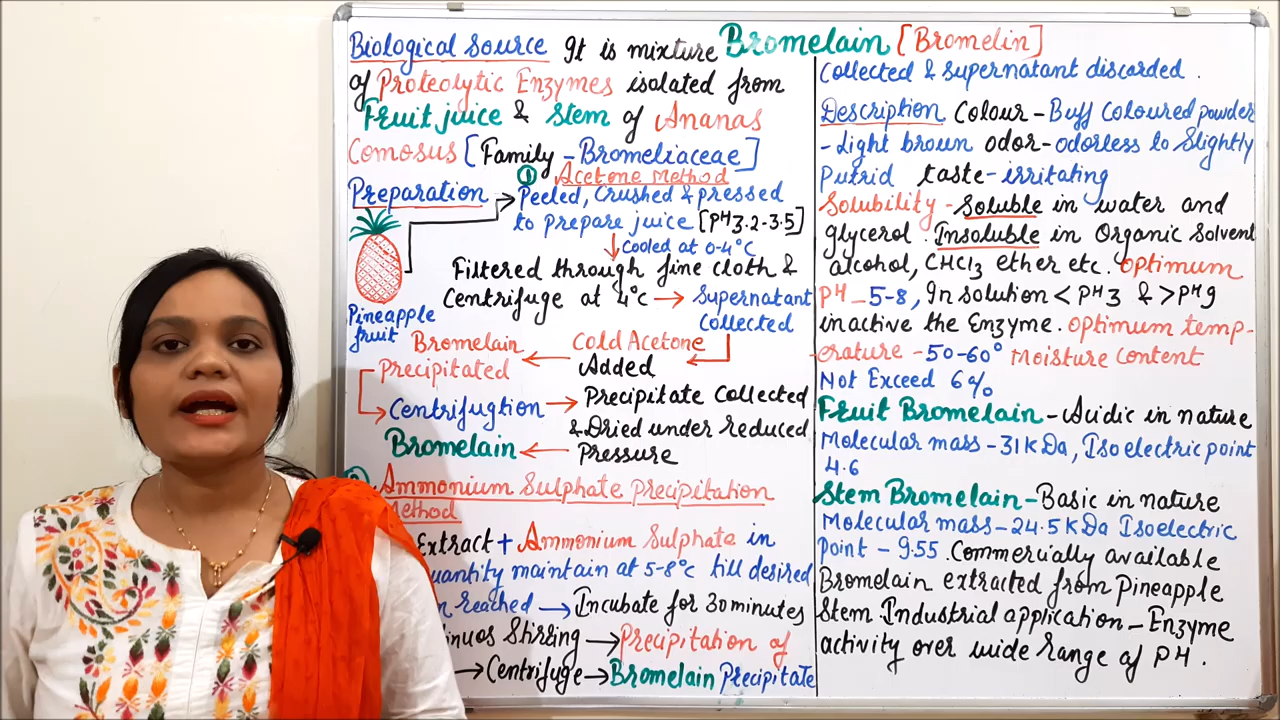 Bromelain [Bromelin]
Biological source It is mixture
of Proteolytic Enzymes isolated from
Fruit juice & Stem of Ananas
Comosus [Family - Bromeliaceae]
① Acetone Method
Preparation → Peeled, Crushed & pressed
to prepare juice [PH 3.2-3.5]
↓ Cooled at 0-4°C
Filtered through fine cloth &
Centrifuge at 4°C → Supernatant
Collected
Pineapple
fruit
Cold Acetone
Added
Bromelain
Precipitated
Centrifugtion → Precipitate Collected
& Dried under reduced
Pressure
Bromelain ←
Ammonium Sulphate Precipitation
Method
Extract + Ammonium Sulphate in
uantity maintain at 5-8°C till desired
n reached → Incubate for 30 minutes
inuos Stirring → Precipitation of
→ Centrifuge → Bromelain Precipitate
Collected & supernatant discarded.
Description Colour - Buff Coloured powder
- Light broun odor - odorless to Slightly
Putrid taste - irritating
Solubility - Soluble in water and
glycerol. Insoluble in Organic Solvent
alcohol, CHCl3 ether etc. optimum
PH - 5-8, In solution < PH3 & > PH9
inactive the Enzyme. optimum temp-
erature - 50-60° Moisture Content
Not Exceed 6%
Fruit Bromelain - Acidic in nature
Molecular mass - 31 KDa, Isoelectric point
4.6
Stem Bromelain - Basic in nature
Molecular mass - 24.5 KDa Isoelectric
Point - 9.55. Commercially available
Bromelain extracted from Pineapple
Stem. Industrial application - Enzyme
activity over wide range of PH.